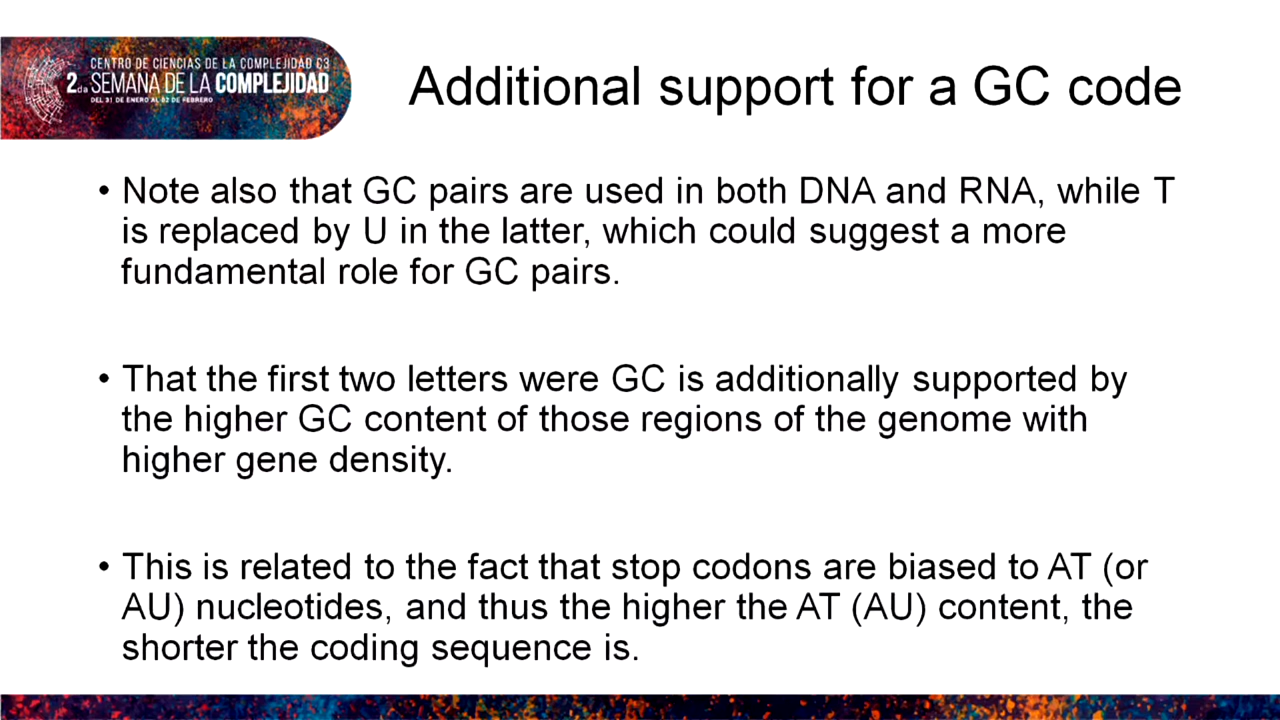 CENTRO DE CIENCIAS DE LA COMPLEJIDAD C3
2.da SEMANA DE LA COMPLEJIDAD
DEL 31 DE ENERO AL 02 DE FEBRERO
Additional support for a GC code
• Note also that GC pairs are used in both DNA and RNA, while T
is replaced by U in the latter, which could suggest a more
fundamental role for GC pairs.
• That the first two letters were GC is additionally supported by
the higher GC content of those regions of the genome with
higher gene density.
• This is related to the fact that stop codons are biased to AT (or
AU) nucleotides, and thus the higher the AT (AU) content, the
shorter the coding sequence is.